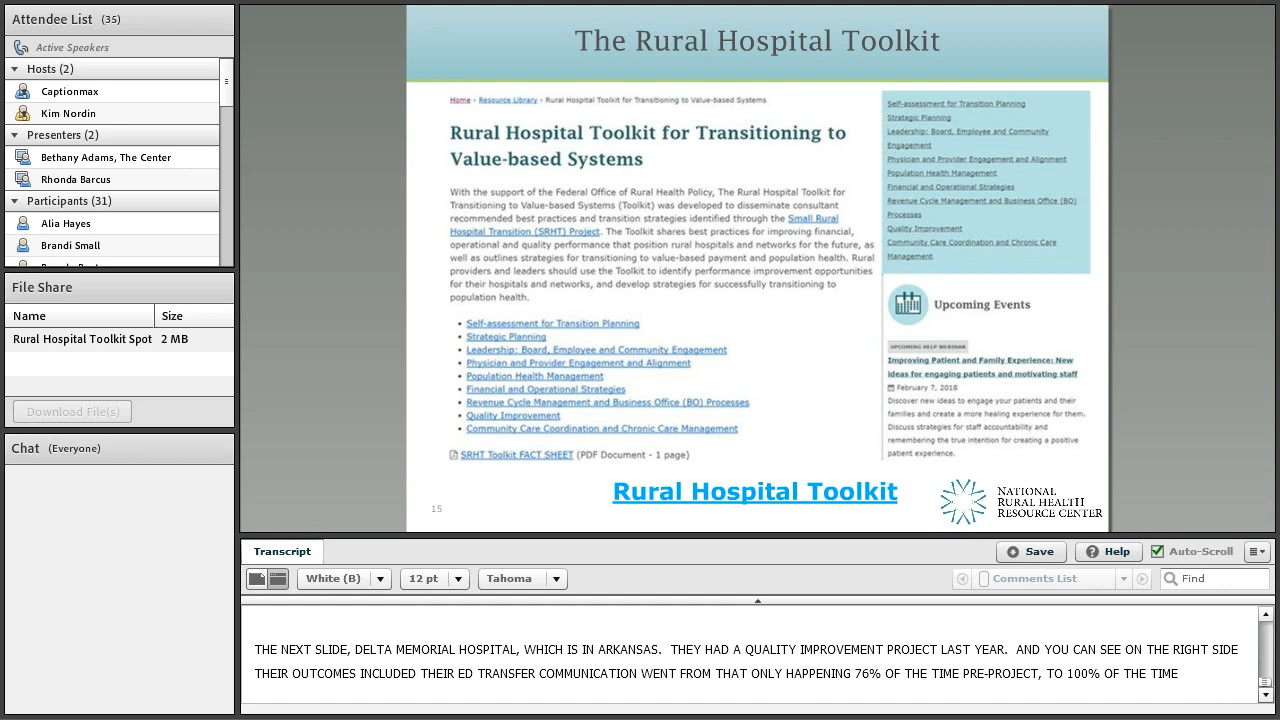 Attendee List (35)
Active Speakers
Hosts (2)
Captionmax
Kim Nordin
Presenters (2)
Bethany Adams, The Center
Rhonda Barcus
Participants (31)
Alia Hayes
Brandi Small
File Share
Name Size
Rural Hospital Toolkit Spot 2 MB
Download File(s)
Chat (Everyone)
The Rural Hospital Toolkit
Home › Resource Library › Rural Hospital Toolkit for Transitioning to Value-based Systems
Rural Hospital Toolkit for Transitioning to
Value-based Systems
With the support of the Federal Office of Rural Health Policy, The Rural Hospital Toolkit for
Transitioning to Value-based Systems (Toolkit) was developed to disseminate consultant
recommended best practices and transition strategies identified through the Small Rural
Hospital Transition (SRHT) Project. The Toolkit shares best practices for improving financial,
operational and quality performance that position rural hospitals and networks for the future, as
well as outlines strategies for transitioning to value-based payment and population health. Rural
providers and leaders should use the Toolkit to identify performance improvement opportunities
for their hospitals and networks, and develop strategies for successfully transitioning to
population health.
• Self-assessment for Transition Planning
• Strategic Planning
• Leadership: Board, Employee and Community Engagement
• Physician and Provider Engagement and Alignment
• Population Health Management
• Financial and Operational Strategies
• Revenue Cycle Management and Business Office (BO) Processes
• Quality Improvement
• Community Care Coordination and Chronic Care Management
SRHT Toolkit FACT SHEET (PDF Document - 1 page)
Self-assessment for Transition Planning
Strategic Planning
Leadership: Board, Employee and Community
Engagement
Physician and Provider Engagement and Alignment
Population Health Management
Financial and Operational Strategies
Revenue Cycle Management and Business Office (BO)
Processes
Quality Improvement
Community Care Coordination and Chronic Care
Management
Upcoming Events
UPCOMING HELP WEBINAR
Improving Patient and Family Experience: New
ideas for engaging patients and motivating staff
February 7, 2018
Discover new ideas to engage your patients and their
families and create a more healing experience for them.
Discuss strategies for staff accountability and
remembering the true intention for creating a positive
patient experience.
Rural Hospital Toolkit
15
NATIONAL
RURAL HEALTH
RESOURCE CENTER
Transcript Save Help Auto-Scroll
White (B) 12 pt Tahoma Comments List Find
THE NEXT SLIDE, DELTA MEMORIAL HOSPITAL, WHICH IS IN ARKANSAS. THEY HAD A QUALITY IMPROVEMENT PROJECT LAST YEAR. AND YOU CAN SEE ON THE RIGHT SIDE
THEIR OUTCOMES INCLUDED THEIR ED TRANSFER COMMUNICATION WENT FROM THAT ONLY HAPPENING 76% OF THE TIME PRE-PROJECT, TO 100% OF THE TIME